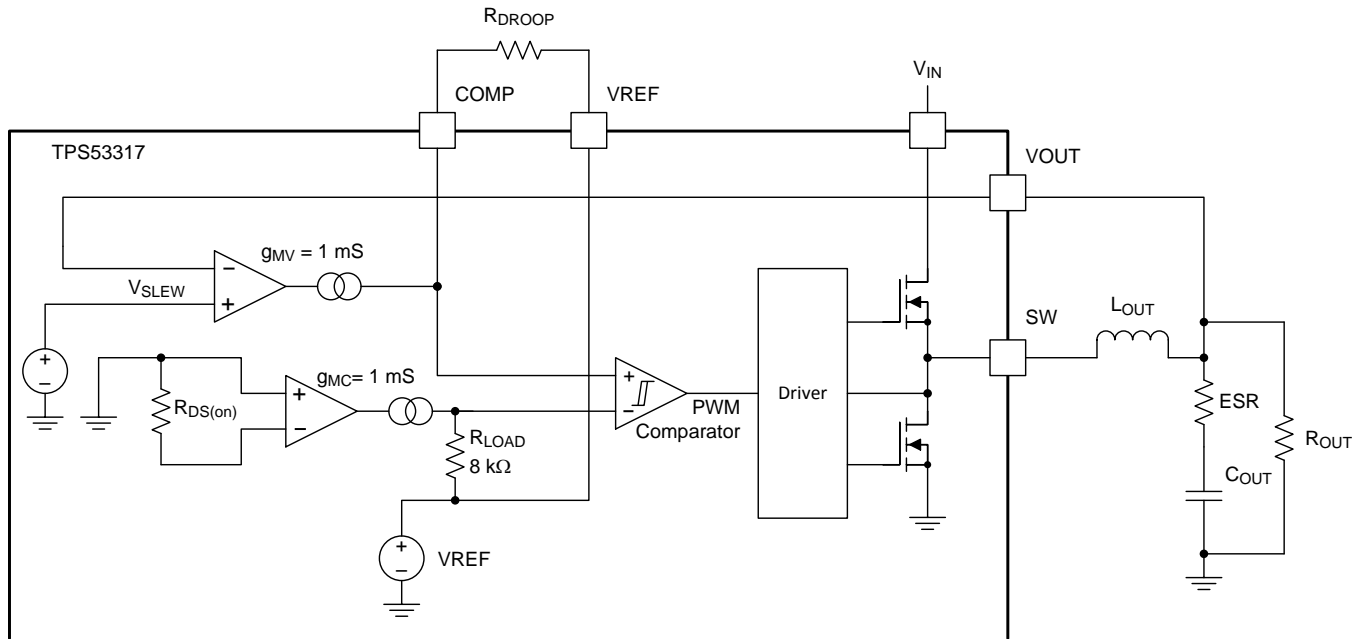 RDROOP
VIN
COMP
VREF
TPS53317
VOUT
gMV = 1 mS
−
VSLEW
+
SW
LOUT
+
−
gMC= 1 mS
+
−
RDS(on)
+
−
PWM
Comparator
Driver
ESR
RLOAD
8 kΩ
ROUT
COUT
+
−
VREF